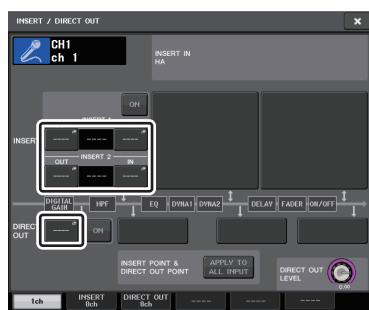 INSERT / DIRECT OUT
CH1
ch 1
INSERT IN
HA
ON
INSERT 1
INSERT
----
----
----
OUT
INSERT 2
IN
----
----
----
DIGITAL GAIN
HPF
EQ
DYNA1
DYNA2
DELAY
FADER
ON/OFF
DIRECT OUT
----
ON
INSERT POINT &
DIRECT OUT POINT
APPLY TO
ALL INPUT
DIRECT OUT
LEVEL
0.00
1ch
INSERT
8ch
DIRECT OUT
8ch
----
----
----